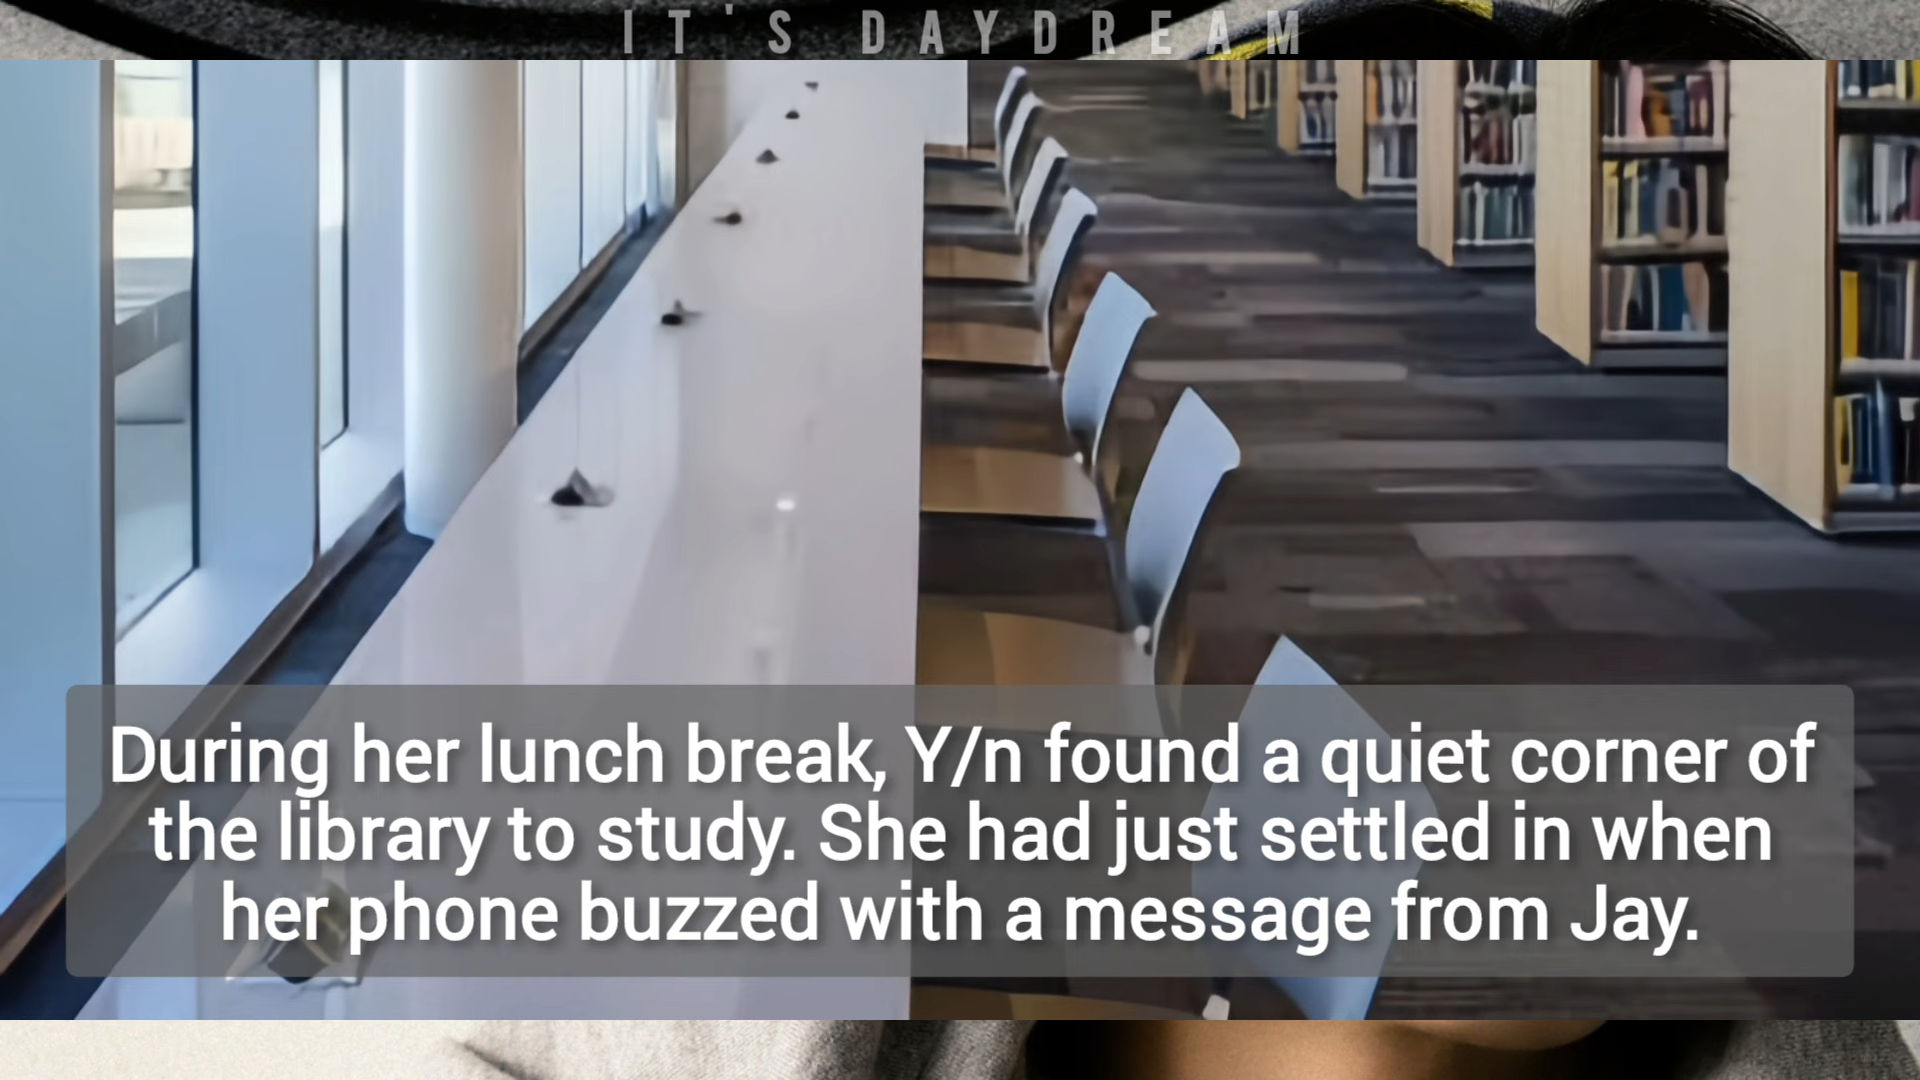 IT'S DAYDREAM
During her lunch break, Y/n found a quiet corner of
the library to study. She had just settled in when
her phone buzzed with a message from Jay.